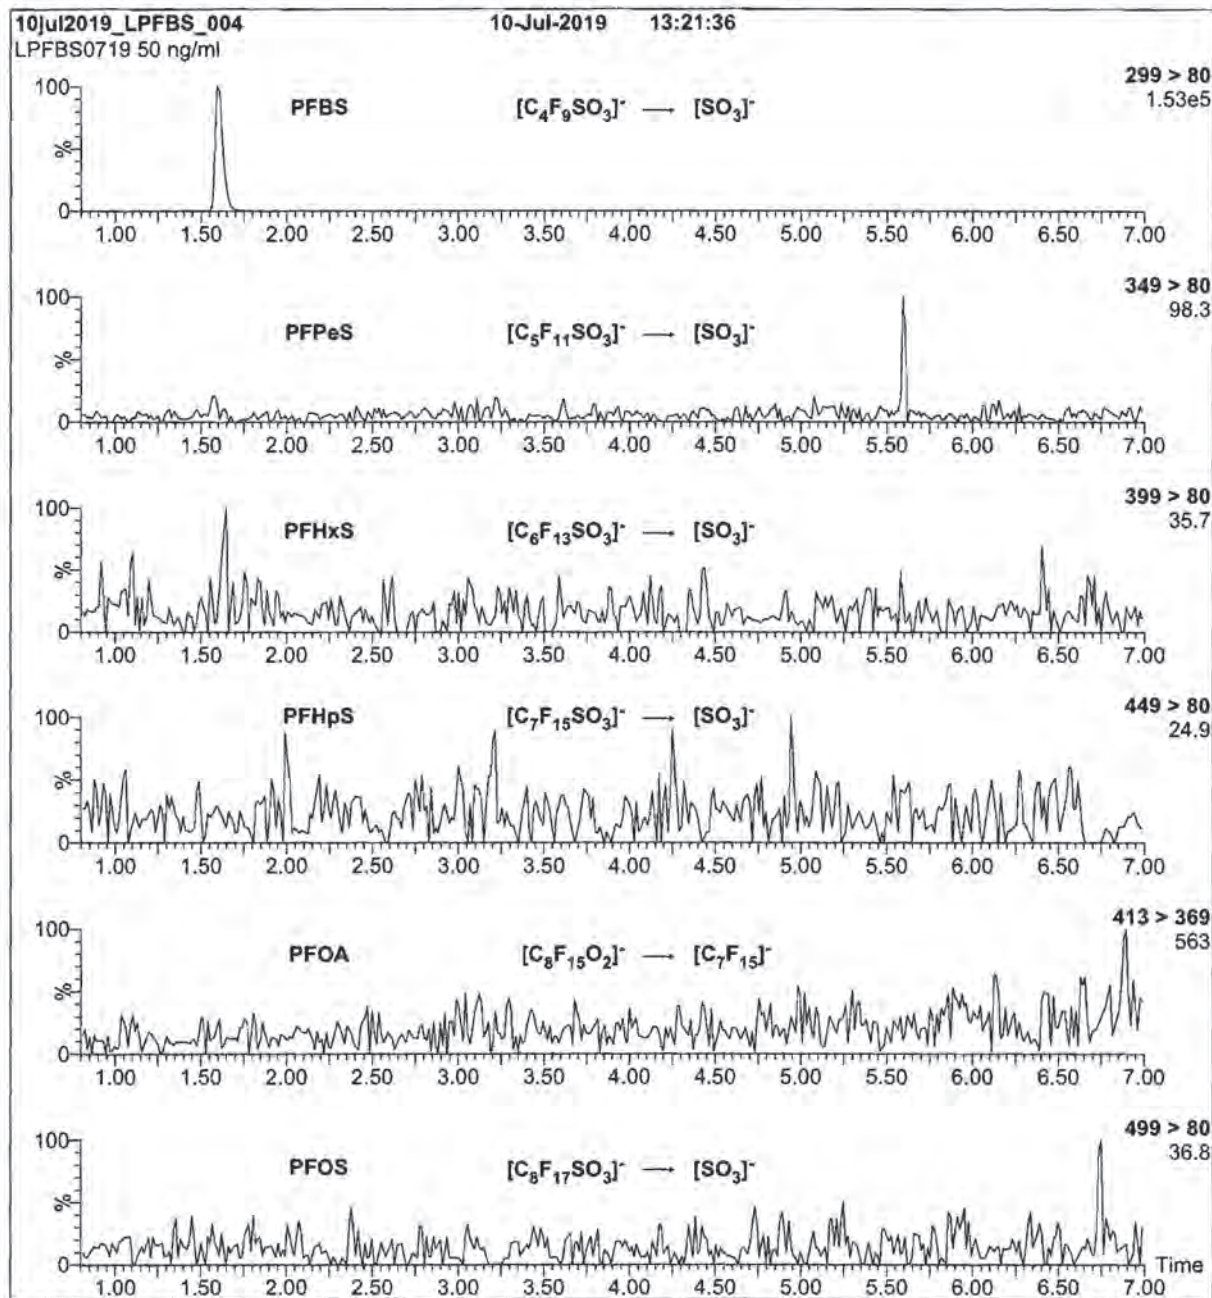 10jul2019_LPFBS_004 10-Jul-2019 13:21:36
LPFBS0719 50 ng/ml
299 > 80
1.53e5
PFBS [C₄F₉SO₃]⁻ → [SO₃]⁻
100
%
0
1.00 1.50 2.00 2.50 3.00 3.50 4.00 4.50 5.00 5.50 6.00 6.50 7.00
349 > 80
98.3
PFPeS [C₅F₁₁SO₃]⁻ → [SO₃]⁻
100
%
0
1.00 1.50 2.00 2.50 3.00 3.50 4.00 4.50 5.00 5.50 6.00 6.50 7.00
399 > 80
35.7
PFHxS [C₆F₁₃SO₃]⁻ → [SO₃]⁻
100
%
0
1.00 1.50 2.00 2.50 3.00 3.50 4.00 4.50 5.00 5.50 6.00 6.50 7.00
449 > 80
24.9
PFHpS [C₇F₁₅SO₃]⁻ → [SO₃]⁻
100
%
0
1.00 1.50 2.00 2.50 3.00 3.50 4.00 4.50 5.00 5.50 6.00 6.50 7.00
413 > 369
563
PFOA [C₈F₁₅O₂]⁻ → [C₇F₁₅]⁻
100
%
0
1.00 1.50 2.00 2.50 3.00 3.50 4.00 4.50 5.00 5.50 6.00 6.50 7.00
499 > 80
36.8
PFOS [C₈F₁₇SO₃]⁻ → [SO₃]⁻
100
%
0
Time
1.00 1.50 2.00 2.50 3.00 3.50 4.00 4.50 5.00 5.50 6.00 6.50 7.00